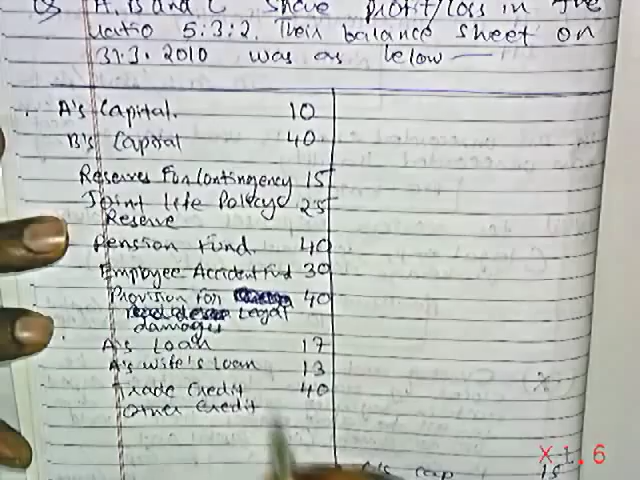 Q8 A, B and C Share Profit/loss in the
ratio 5:3:2. Their balance sheet on
31.3.2010 was as below —
A's Capital. 10
B's Capital 40
Reserves For Contingency 15
Joint Life Policy 25
Reserve
Pension Fund 40
Employee Accident Fund 30
Provision For 40
Legal
damages
A's Loan 17
A's Wife's Loan 13
Trade Credit 40
Other Credit
C's cap 15
X-t. 6